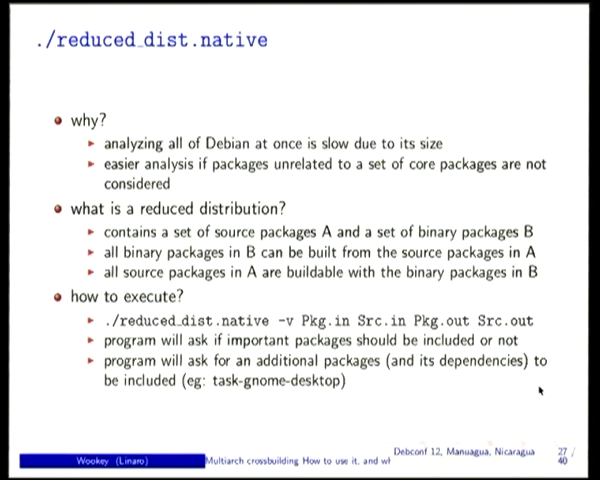 ./reduced_dist.native
why?
analyzing all of Debian at once is slow due to its size
easier analysis if packages unrelated to a set of core packages are not
considered
what is a reduced distribution?
contains a set of source packages A and a set of binary packages B
all binary packages in B can be built from the source packages in A
all source packages in A are buildable with the binary packages in B
how to execute?
./reduced_dist.native -v Pkg.in Src.in Pkg.out Src.out
program will ask if important packages should be included or not
program will ask for an additional packages (and its dependencies) to
be included (eg: task-gnome-desktop)
Wookey (Linaro)
Multiarch crossbuilding How to use it, and wh
Debconf 12, Manuagua, Nicaragua
27 /
40